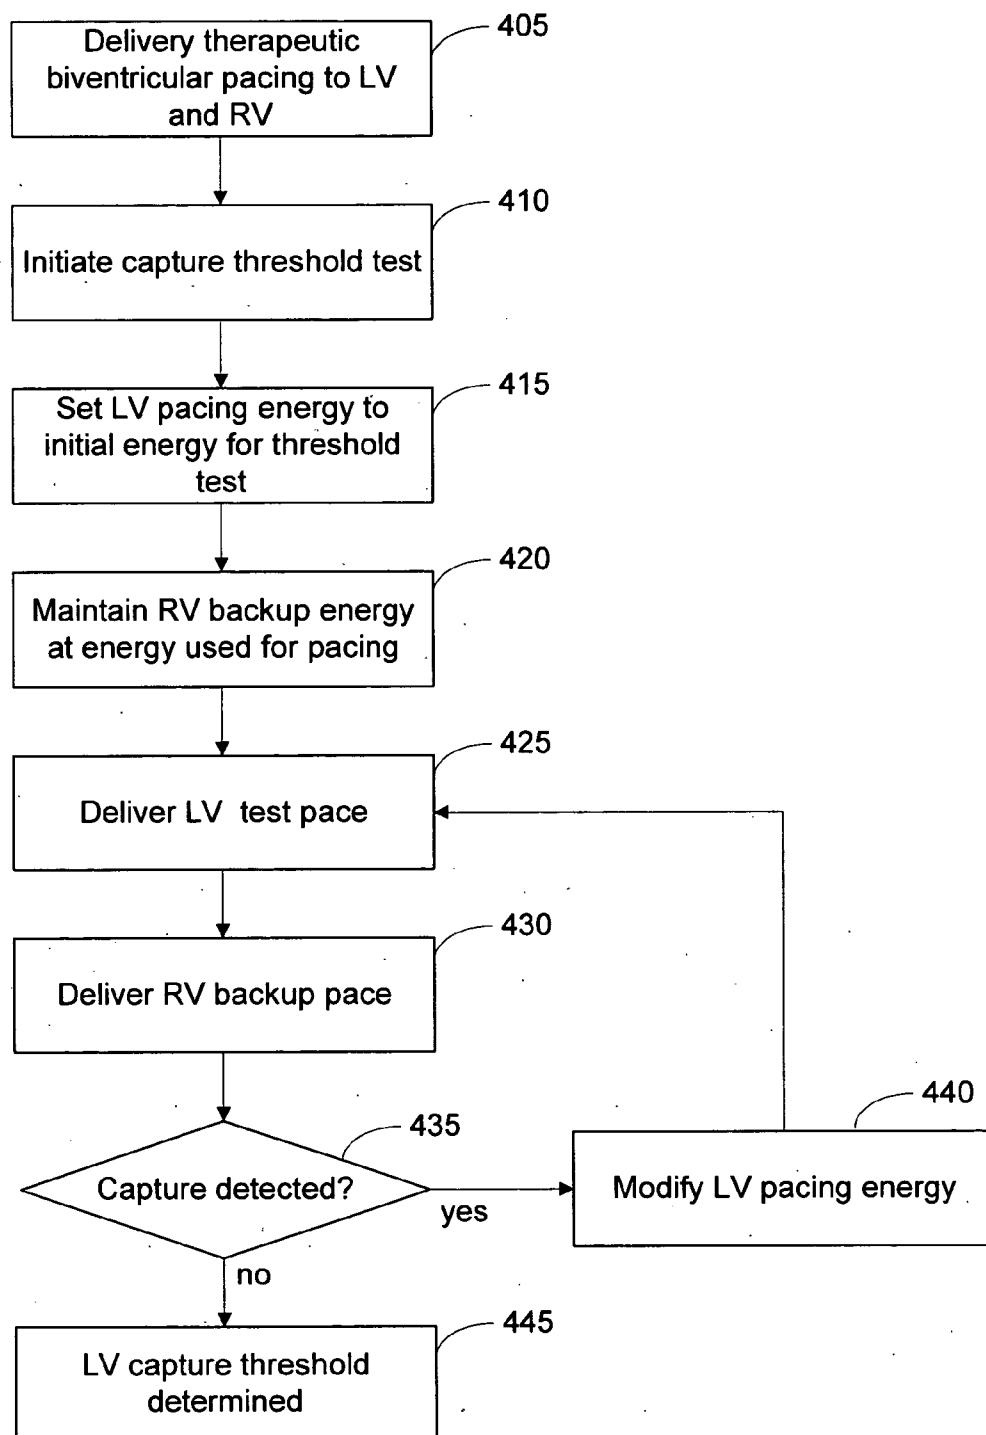 Delivery therapeutic
biventricular pacing to LV
and RV
405
Initiate capture threshold test
410
Set LV pacing energy to
initial energy for threshold
test
415
Maintain RV backup energy
at energy used for pacing
420
Deliver LV test pace
425
Deliver RV backup pace
430
Capture detected?
435
yes
Modify LV pacing energy
440
no
LV capture threshold
determined
445